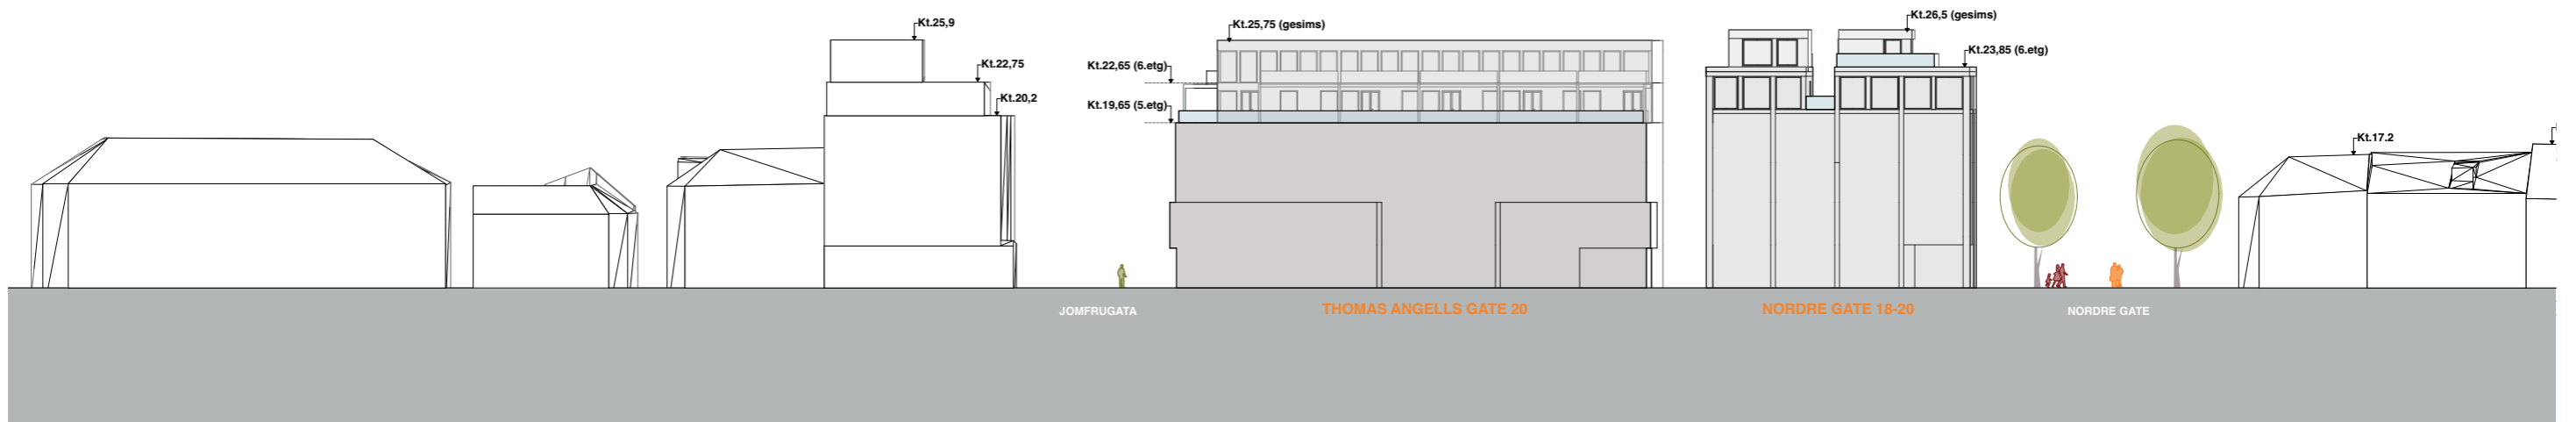 Kt.25,9
Kt.22,75
Kt.20,2
Kt.25,75 (gesims)
Kt.22,65 (6.etg)
Kt.19,65 (5.etg)
Kt.26,5 (gesims)
Kt.23,85 (6.etg)
Kt.17.2
JOMFRUGATA
THOMAS ANGELLS GATE 20
NORDRE GATE 18-20
NORDRE GATE